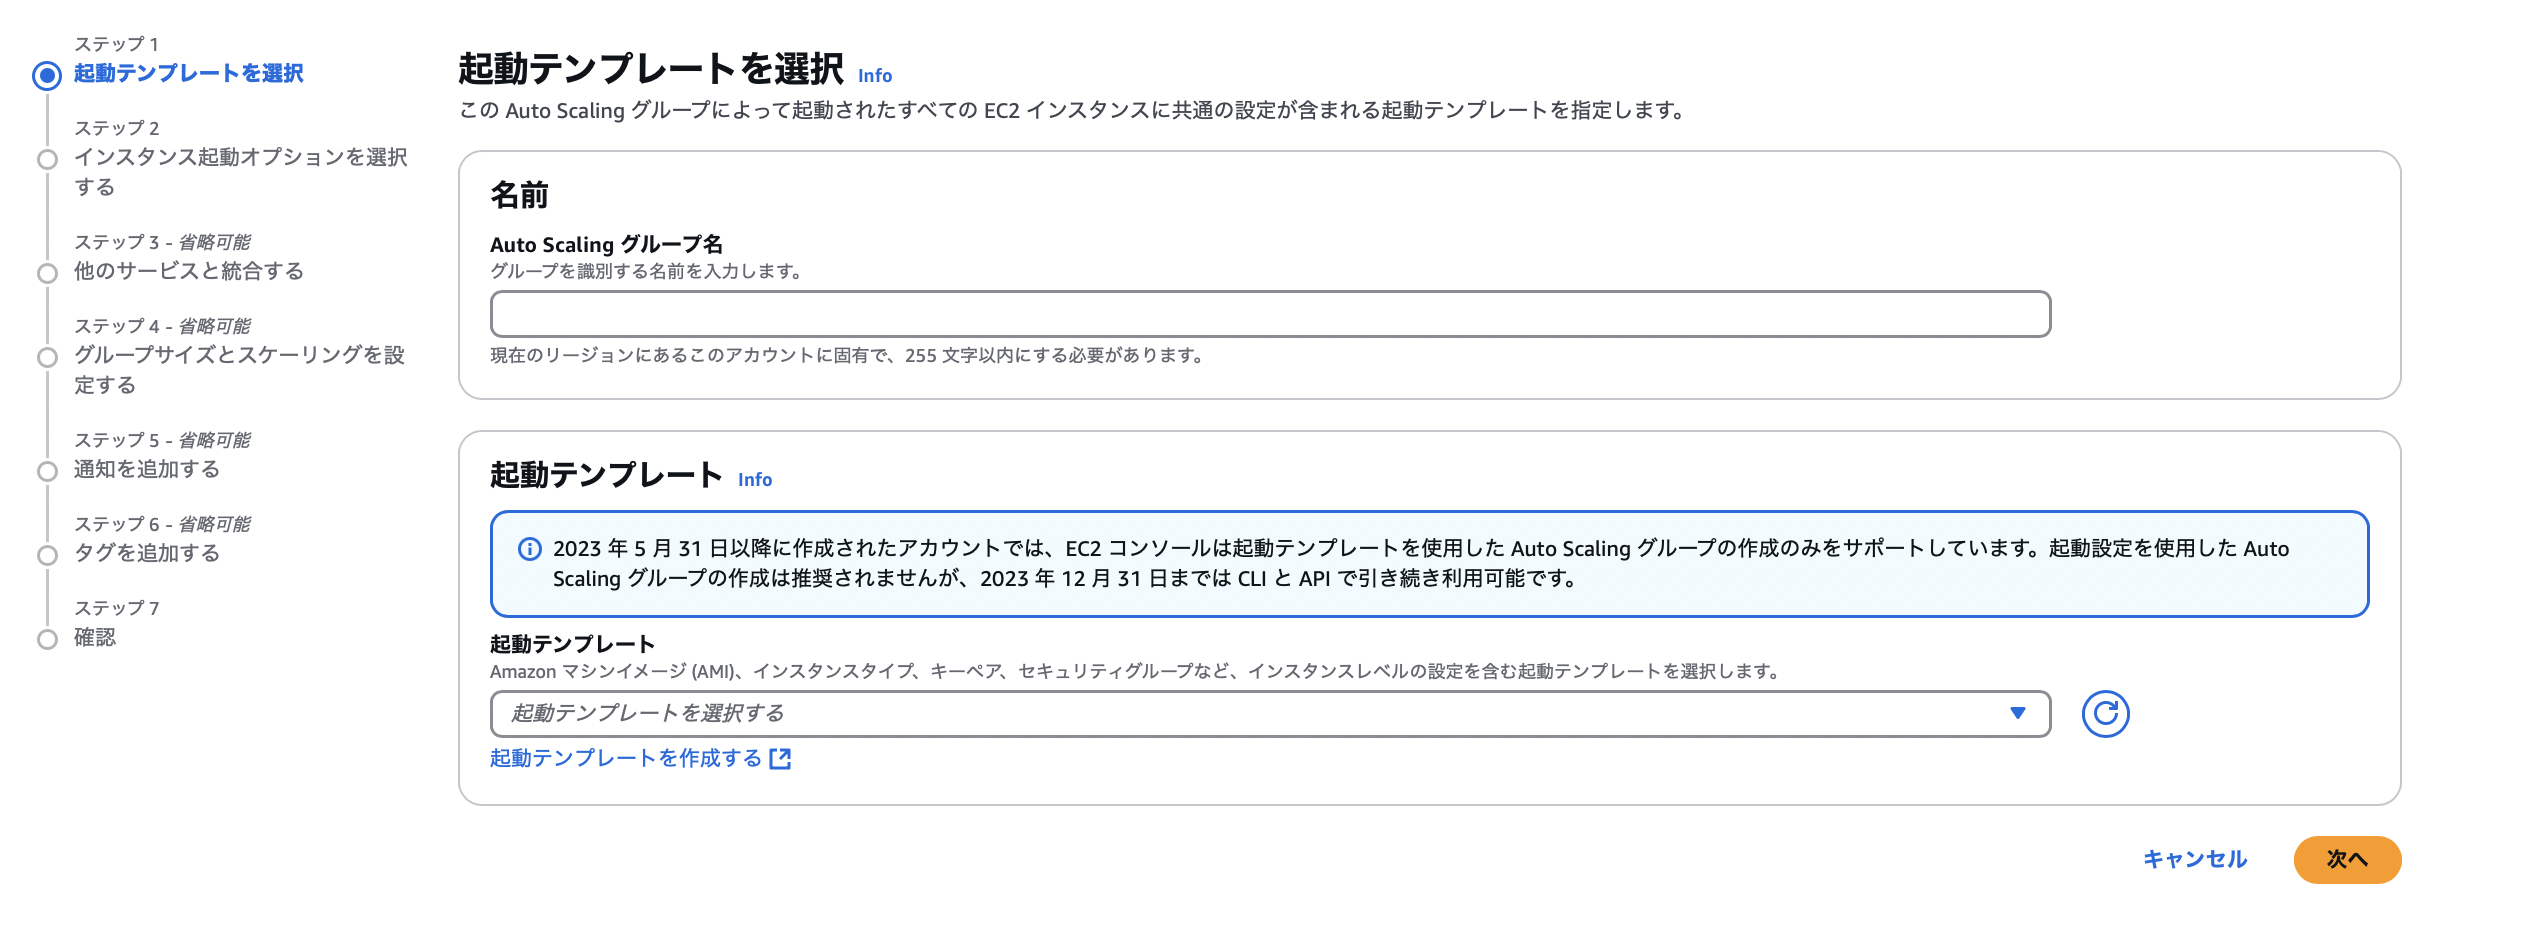 ステップ 1
起動テンプレートを選択
ステップ 2
インスタンス起動オプションを選択
する
ステップ 3 - 省略可能
他のサービスと統合する
ステップ 4 - 省略可能
グループサイズとスケーリングを設
定する
ステップ 5 - 省略可能
通知を追加する
ステップ 6 - 省略可能
タグを追加する
ステップ 7
確認
起動テンプレートを選択 Info
この Auto Scaling グループによって起動されたすべての EC2 インスタンスに共通の設定が含まれる起動テンプレートを指定します。
名前
Auto Scaling グループ名
グループを識別する名前を入力します。
現在のリージョンにあるこのアカウントに固有で、255 文字以内にする必要があります。
起動テンプレート Info
2023 年 5 月 31 日以降に作成されたアカウントでは、EC2 コンソールは起動テンプレートを使用した Auto Scaling グループの作成のみをサポートしています。起動設定を使用した Auto
Scaling グループの作成は推奨されませんが、2023 年 12 月 31 日までは CLI と API で引き続き利用可能です。
起動テンプレート
Amazon マシンイメージ (AMI)、インスタンスタイプ、キーペア、セキュリティグループなど、インスタンスレベルの設定を含む起動テンプレートを選択します。
起動テンプレートを選択する
起動テンプレートを作成する
キャンセル
次へ